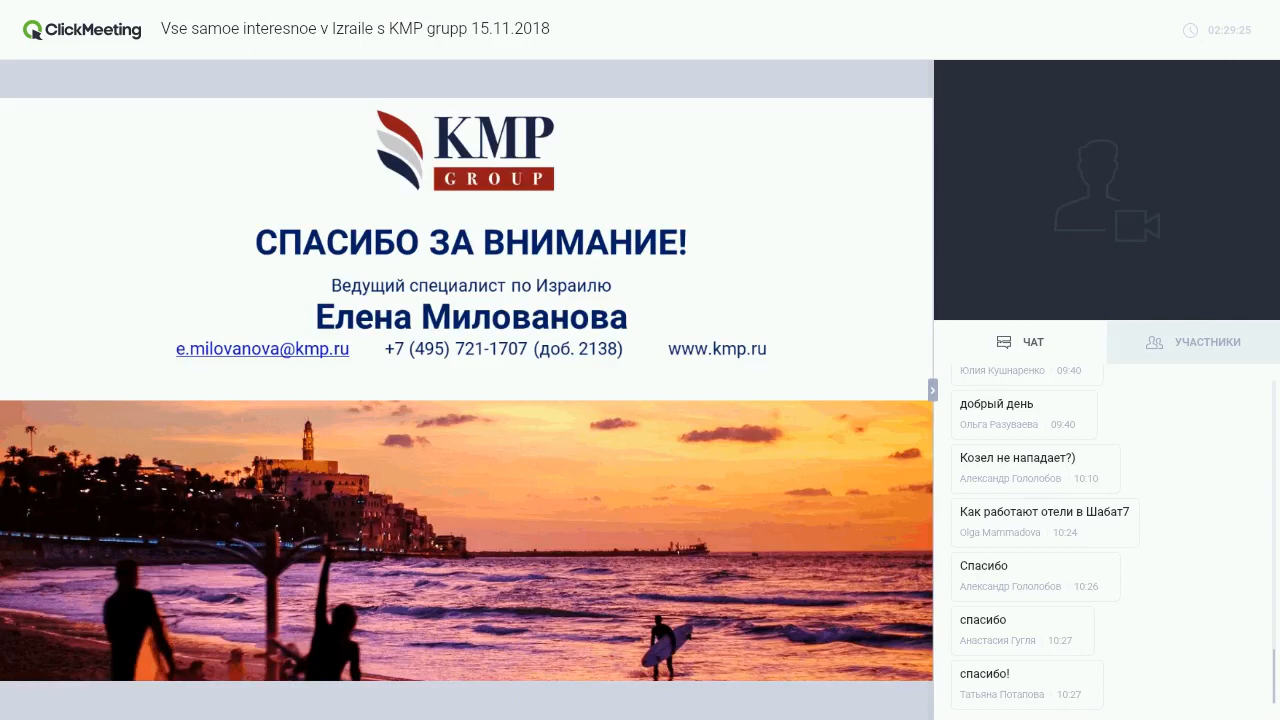 ClickMeeting
Vse samoe interesnoe v Izraile s KMP grupp 15.11.2018
02:29:25
KMP
GROUP
СПАСИБО ЗА ВНИМАНИЕ!
Ведущий специалист по Израилю
Елена Милованова
e.milovanova@kmp.ru +7 (495) 721-1707 (доб. 2138) www.kmp.ru
ЧАТ
УЧАСТНИКИ
Юлия Кушнаренко · 09:40
добрый день
Ольга Разуваева · 09:40
Козел не нападает?)
Александр Гололобов · 10:10
Как работают отели в Шабат7
Olga Mammadova · 10:24
Спасибо
Александр Гололобов · 10:26
спасибо
Анастасия Гугля · 10:27
спасибо!
Татьяна Потапова · 10:27